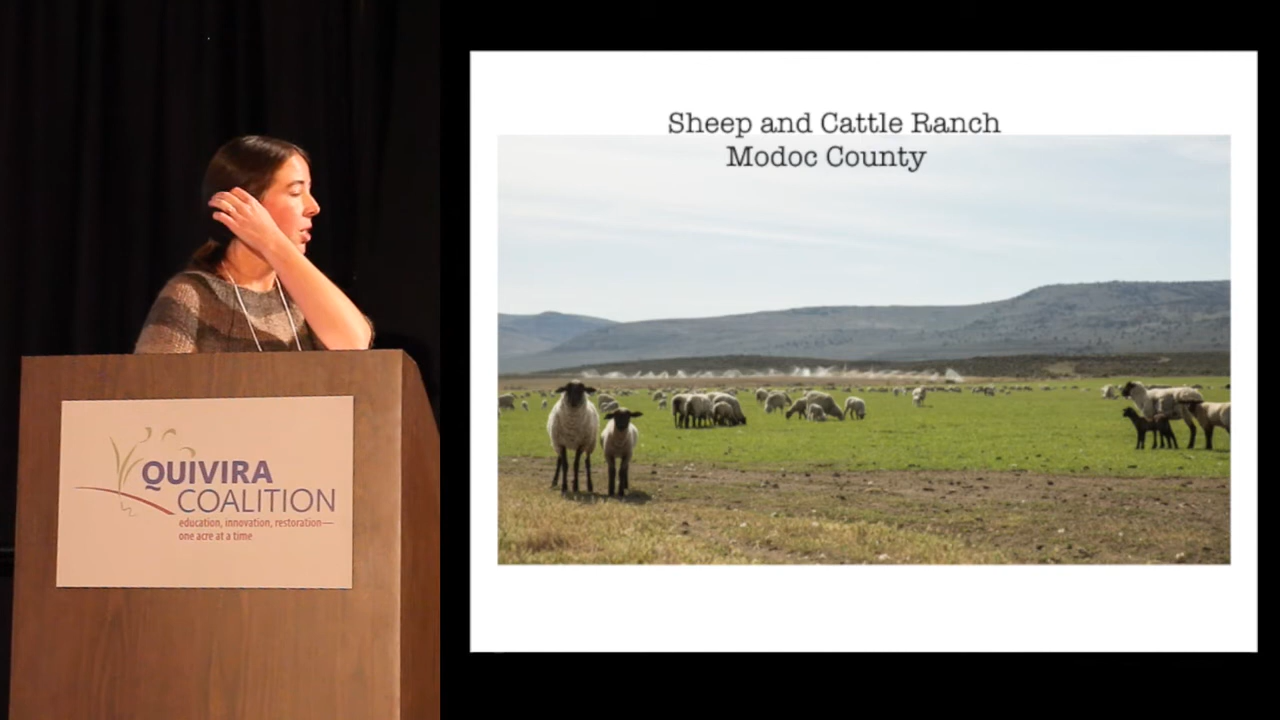 QUIVIRA
COALITION
education, innovation, restoration—
one acre at a time
Sheep and Cattle Ranch
Modoc County